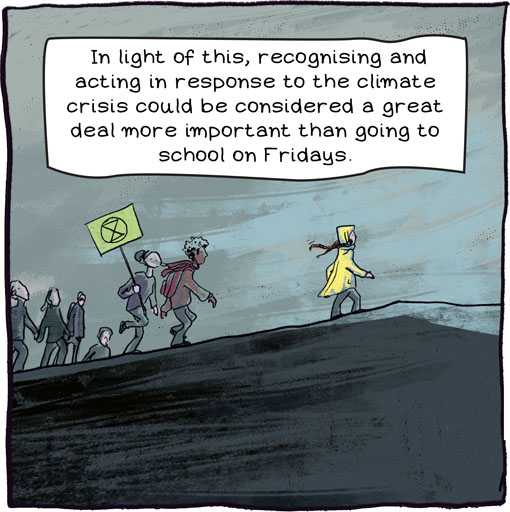 In light of this, recognising and
acting in response to the climate
crisis could be considered a great
deal more important than going to
school on Fridays.